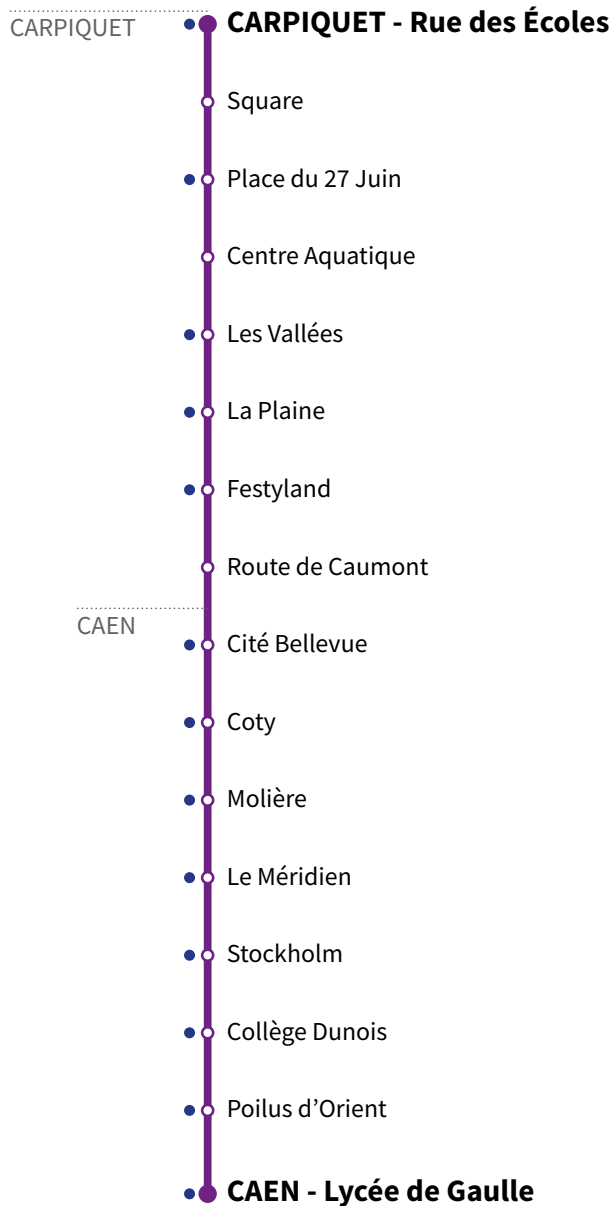 CARPIQUET
CARPIQUET - Rue des Écoles
Square
Place du 27 Juin
Centre Aquatique
Les Vallées
La Plaine
Festyland
Route de Caumont
CAEN
Cité Bellevue
Coty
Molière
Le Méridien
Stockholm
Collège Dunois
Poilus d’Orient
CAEN - Lycée de Gaulle